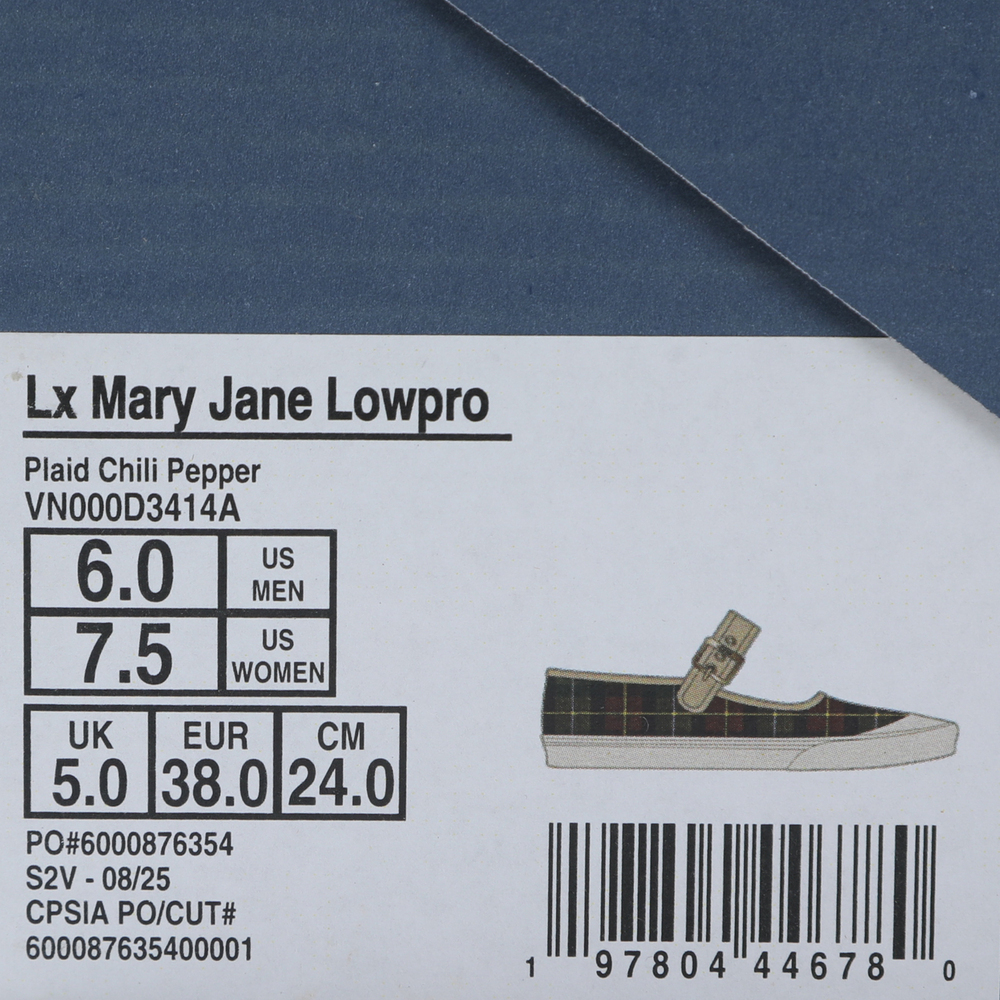 Lx Mary Jane Lowpro
Plaid Chili Pepper
VN000D3414A
6.0 US MEN
7.5 US WOMEN
UK EUR CM
5.0 38.0 24.0
PO#6000876354
S2V - 08/25
CPSIA PO/CUT#
600087635400001
1 97804 44678 0